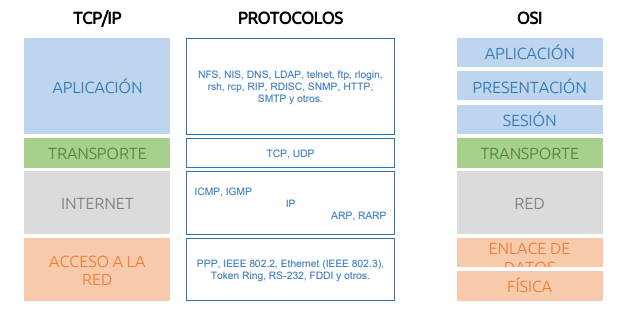 TCP/IP
PROTOCOLOS
OSI
APLICACIÓN
NFS, NIS, DNS, LDAP, telnet, ftp, rlogin,
rsh, rcp, RIP, RDISC, SNMP, HTTP,
SMTP y otros.
APLICACIÓN
PRESENTACIÓN
SESIÓN
TRANSPORTE
TCP, UDP
TRANSPORTE
INTERNET
ICMP, IGMP
IP
ARP, RARP
RED
ACCESO A LA
RED
PPP, IEEE 802.2, Ethernet (IEEE 802.3),
Token Ring, RS-232, FDDI y otros.
ENLACE DE
DATOS
FÍSICA